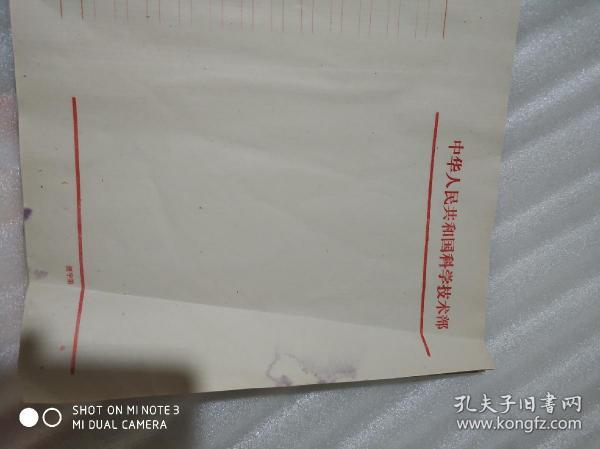 中华人民共和国科学技术部
SHOT ON MI NOTE 3
MI DUAL CAMERA
孔夫子旧书网
www.kongfz.com